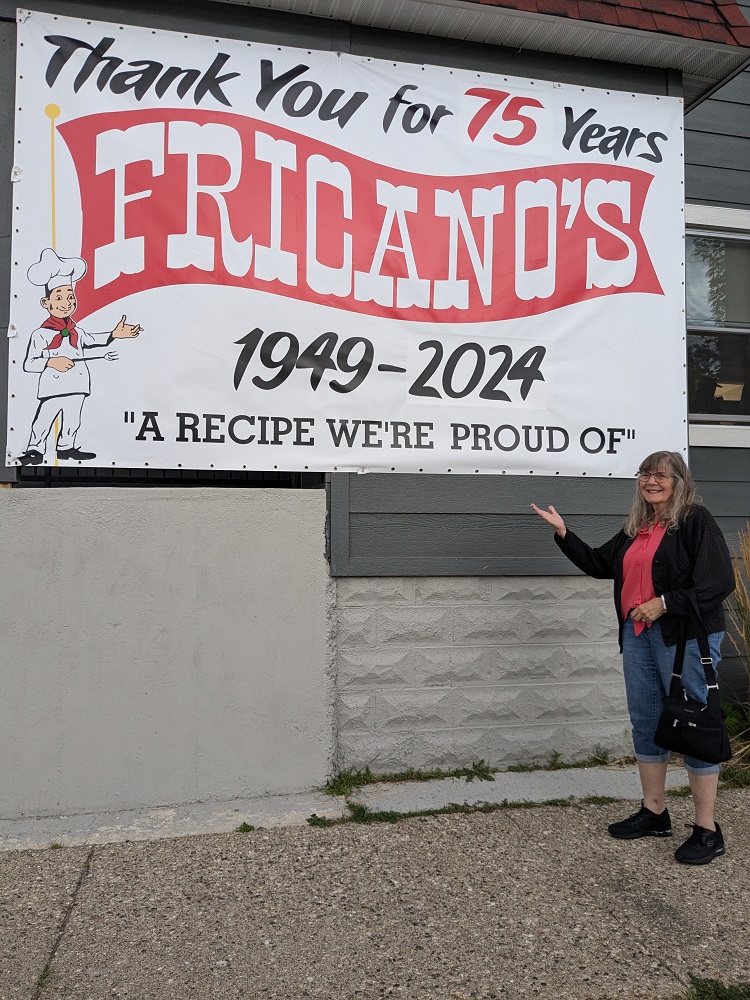 Thank You for 75 Years
FRICANO'S
1949-2024
"A RECIPE WE'RE PROUD OF"